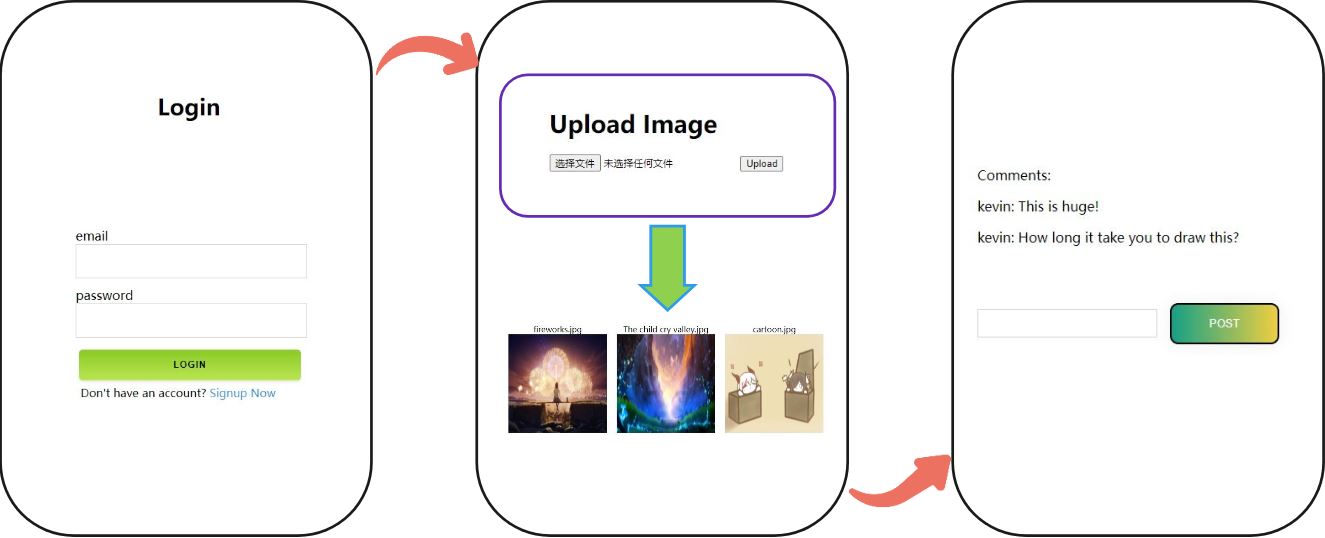 Login
email
password
LOGIN
Don't have an account? Signup Now
Upload Image
选择文件 未选择任何文件 Upload
fireworks.jpg The child cry valley.jpg cartoon.jpg
Comments:
kevin: This is huge!
kevin: How long it take you to draw this?
POST